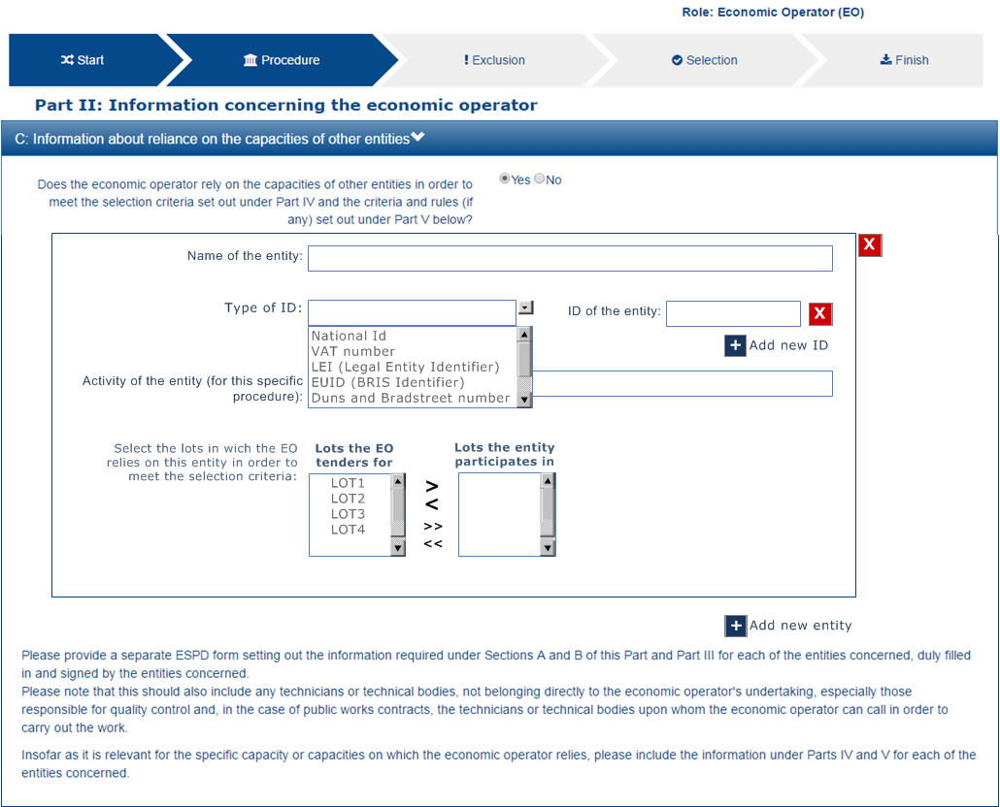 Role: Economic Operator (EO)
Start
Procedure
Exclusion
Selection
Finish
Part II: Information concerning the economic operator
C: Information about reliance on the capacities of other entities
Does the economic operator rely on the capacities of other entities in order to
meet the selection criteria set out under Part IV and the criteria and rules (if
any) set out under Part V below?
Yes No
X
Name of the entity:
Type of ID:
ID of the entity:
X
+ Add new ID
National Id
VAT number
LEI (Legal Entity Identifier)
EUID (BRIS Identifier)
Duns and Bradstreet number
Activity of the entity (for this specific
procedure):
Select the lots in wich the EO
relies on this entity in order to
meet the selection criteria:
Lots the EO
tenders for
LOT1
LOT2
LOT3
LOT4
>
<
>>
<<
Lots the entity
participates in
+ Add new entity
Please provide a separate ESPD form setting out the information required under Sections A and B of this Part and Part III for each of the entities concerned, duly filled
in and signed by the entities concerned.
Please note that this should also include any technicians or technical bodies, not belonging directly to the economic operator's undertaking, especially those
responsible for quality control and, in the case of public works contracts, the technicians or technical bodies upon whom the economic operator can call in order to
carry out the work.
Insofar as it is relevant for the specific capacity or capacities on which the economic operator relies, please include the information under Parts IV and V for each of the
entities concerned.